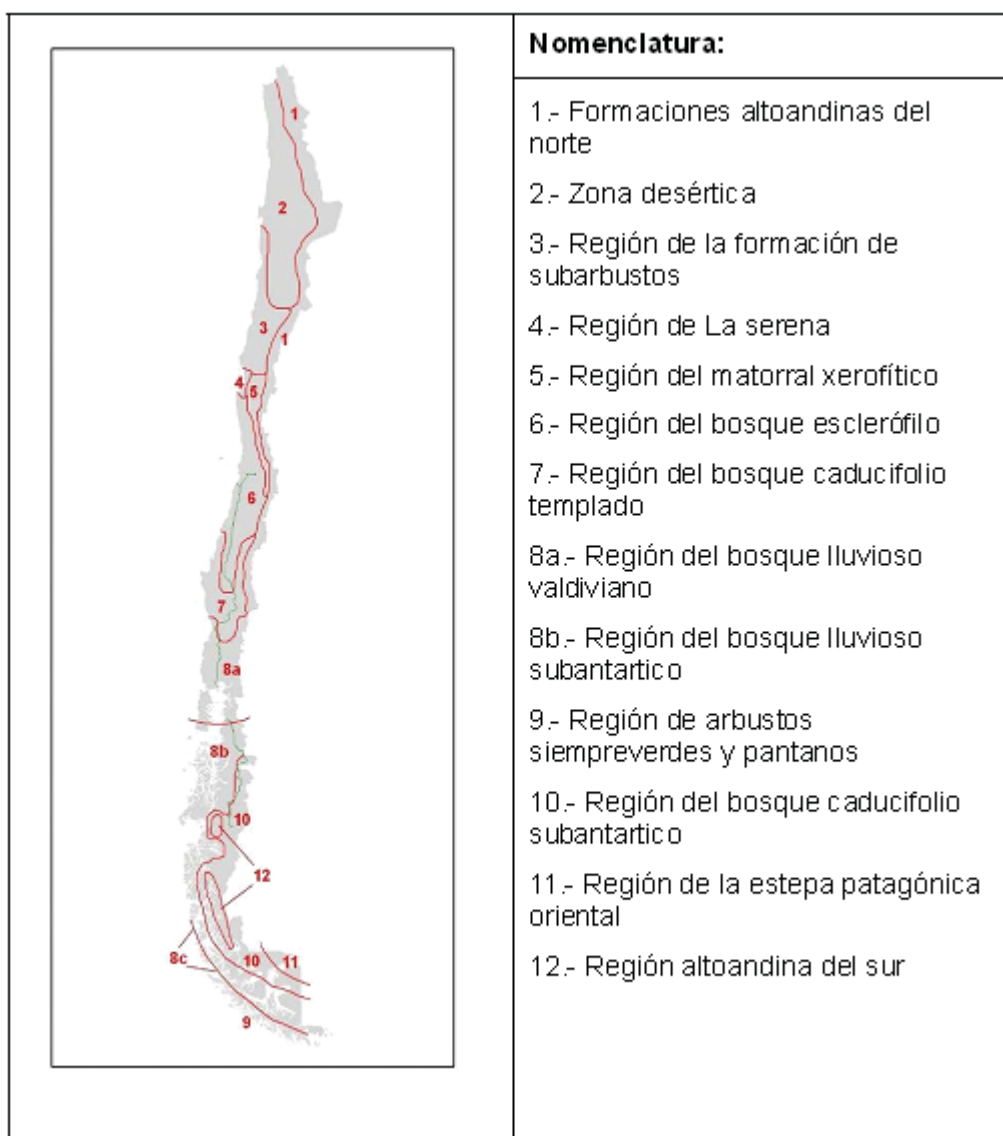 Nomenclatura:
1.- Formaciones altoandinas del
norte
2.- Zona desértica
3.- Región de la formación de
subarbustos
4.- Región de La serena
5.- Región del matorral xerofítico
6.- Región del bosque esclerófilo
7.- Región del bosque caducifolio
templado
8a.- Región del bosque lluvioso
valdiviano
8b.- Región del bosque lluvioso
subantartico
9.- Región de arbustos
siempreverdes y pantanos
10.- Región del bosque caducifolio
subantartico
11.- Región de la estepa patagónica
oriental
12.- Región altoandina del sur
1
2
3
1
4
5
6
7
8a
8b
10
12
8c
10
11
9